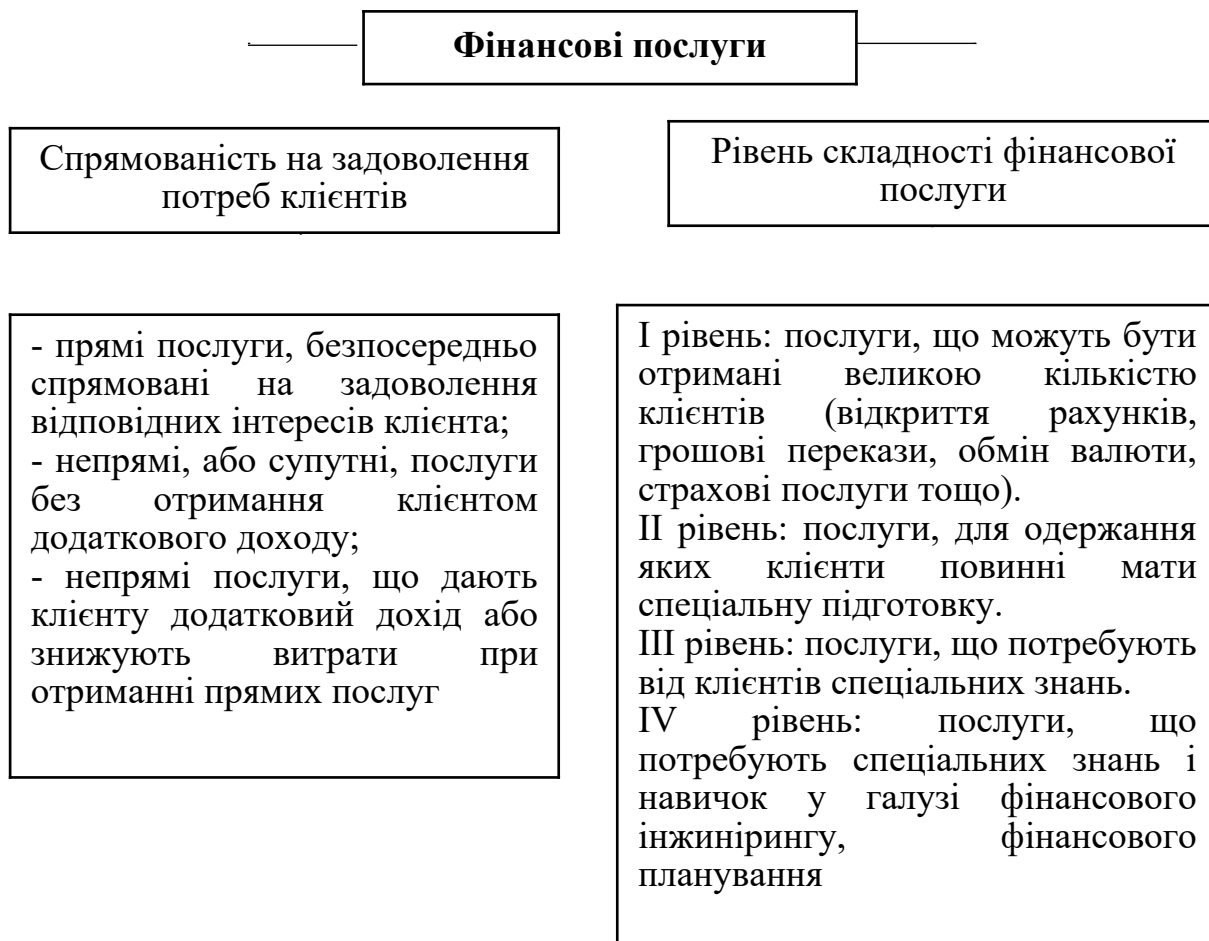 Фінансові послуги
Спрямованість на задоволення
потреб клієнтів
Рівень складності фінансової
послуги
- прямі послуги, безпосередньо
спрямовані на задоволення
відповідних інтересів клієнта;
- непрямі, або супутні, послуги
без отримання клієнтом
додаткового доходу;
- непрямі послуги, що дають
клієнту додатковий дохід або
знижують витрати при
отриманні прямих послуг
І рівень: послуги, що можуть бути
отримані великою кількістю
клієнтів (відкриття рахунків,
грошові перекази, обмін валюти,
страхові послуги тощо).
ІІ рівень: послуги, для одержання
яких клієнти повинні мати
спеціальну підготовку.
ІІІ рівень: послуги, що потребують
від клієнтів спеціальних знань.
IV рівень: послуги, що
потребують спеціальних знань і
навичок у галузі фінансового
інжинірингу, фінансового
планування